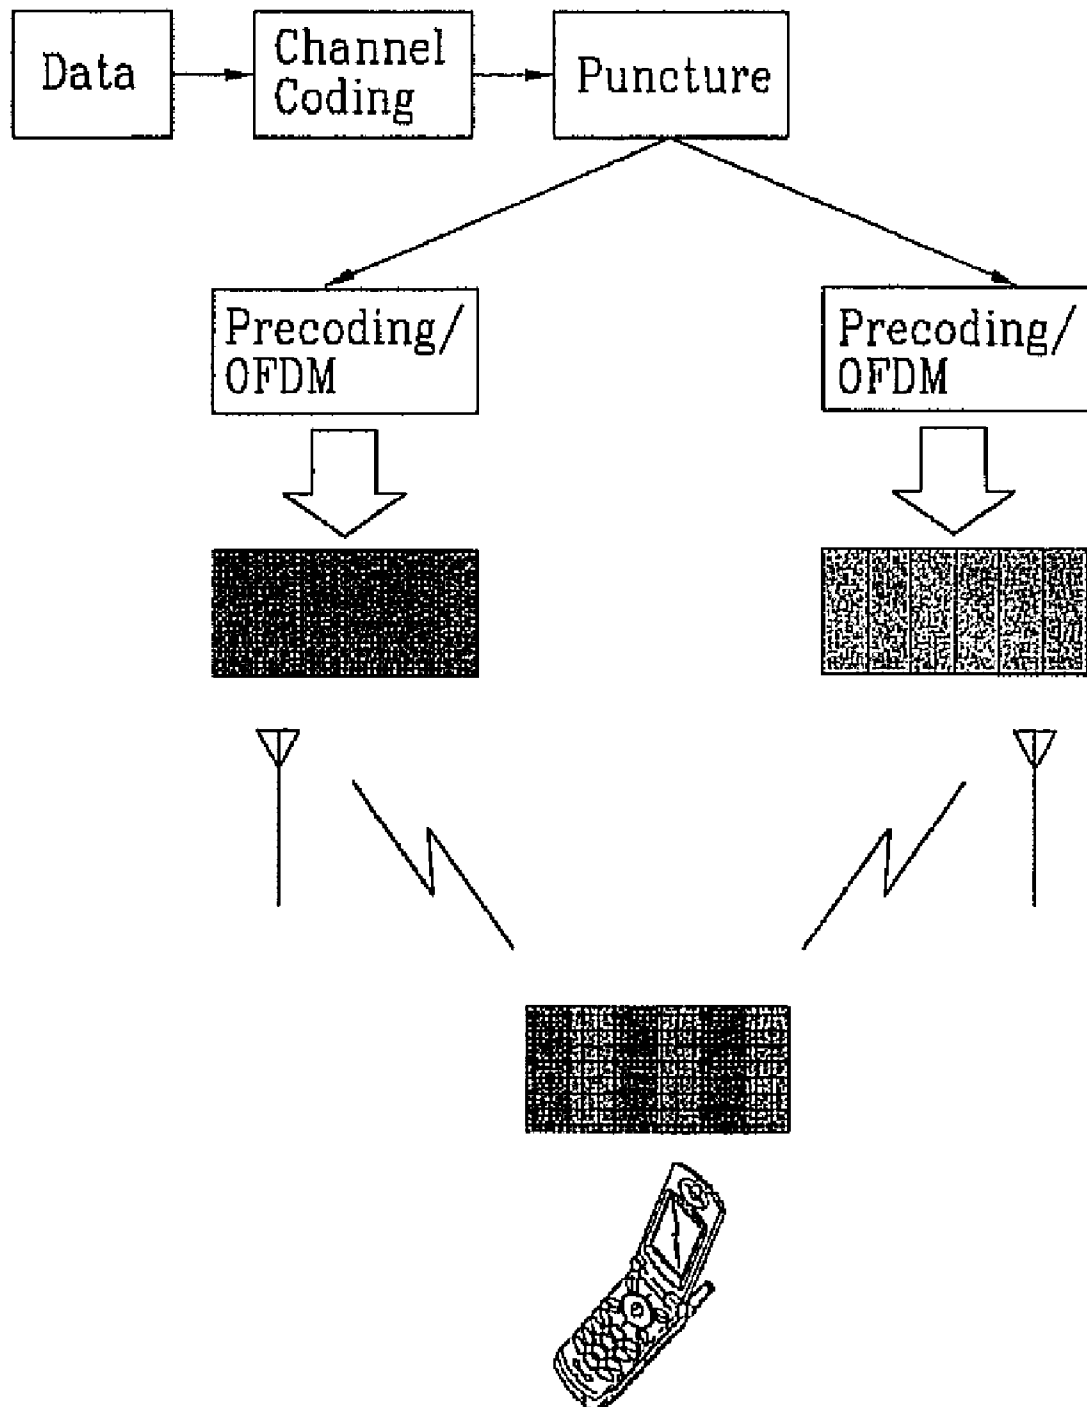 Data
Channel
Coding
Puncture
Precoding/
OFDM
Precoding/
OFDM